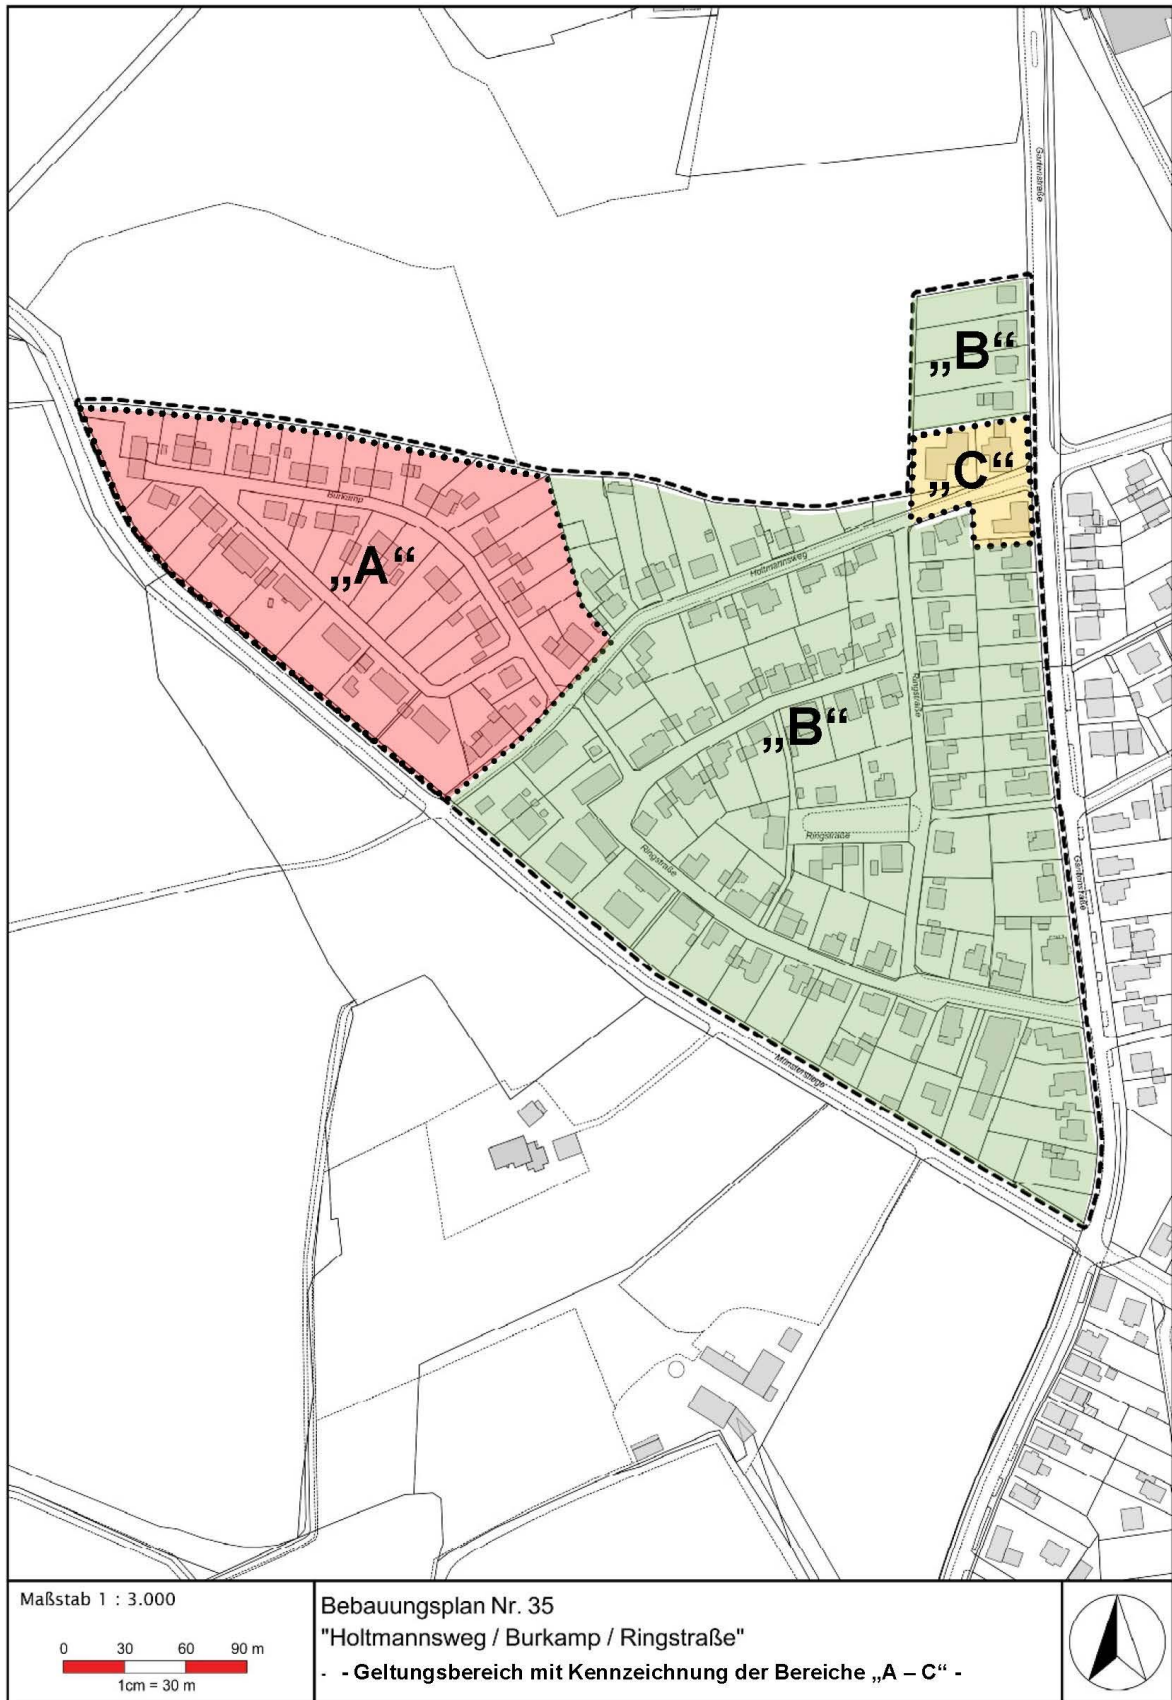 Gartenstraße
„B“
„C“
Burkamp
„A“
Holtmannsweg
Ringstraße
„B“
Ringstraße
Ringstraße
Gartenstraße
Münsterstiege
Maßstab 1 : 3.000
0 30 60 90 m
1cm = 30 m
Bebauungsplan Nr. 35
"Holtmannsweg / Burkamp / Ringstraße"
- - Geltungsbereich mit Kennzeichnung der Bereiche „A – C“ -